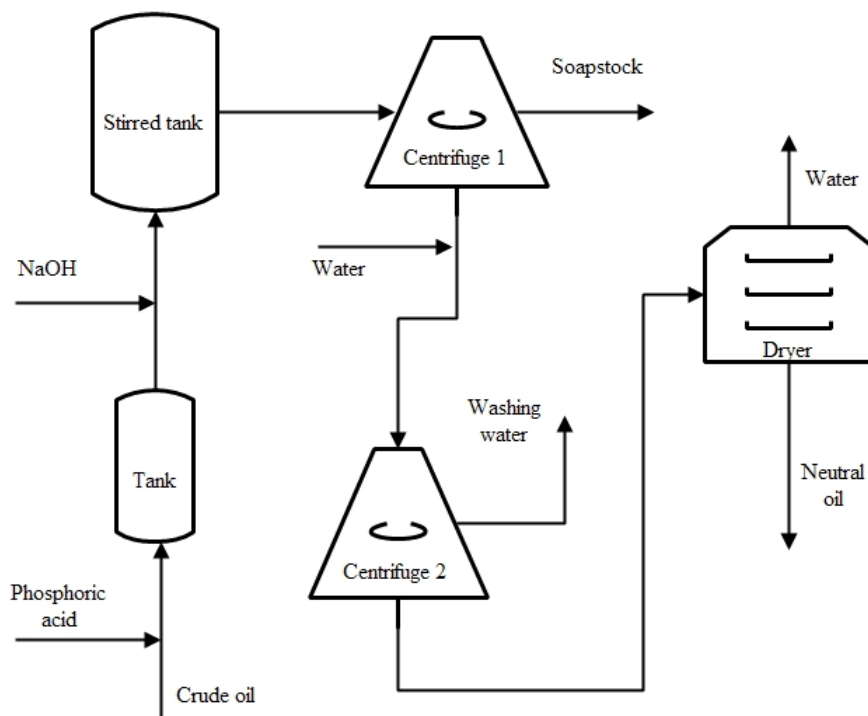 Soapstock
Stirred tank
Centrifuge 1
Water
NaOH
Water
Dryer
Washing
water
Tank
Neutral
oil
Centrifuge 2
Phosphoric
acid
Crude oil